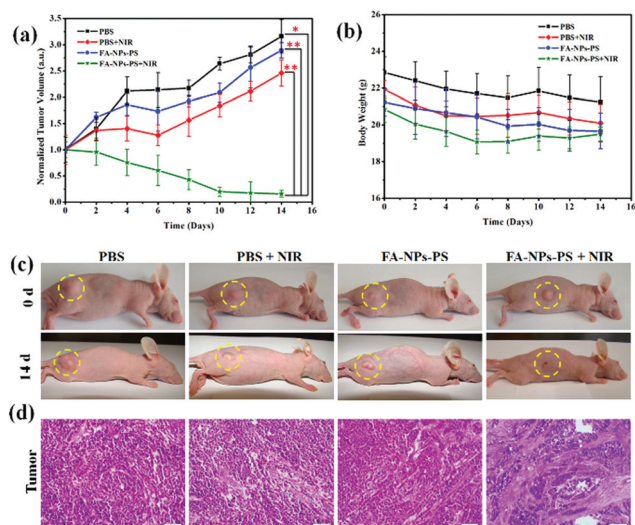 (a)
PBS
PBS+NIR
FA-NPs-PS
FA-NPs-PS+NIR
*
**
**
Normalized Tumor Volume (a.u.)
3.5
3.0
2.5
2.0
1.5
1.0
0.5
0.0
0 2 4 6 8 10 12 14 16
Time (Days)
(b)
PBS
PBS+NIR
FA-NPs-PS
FA-NPs-PS+NIR
Body Weight (g)
26
24
22
20
18
16
0 2 4 6 8 10 12 14 16
Time (Days)
(c)
PBS
PBS + NIR
FA-NPs-PS
FA-NPs-PS + NIR
0 d
14 d
(d)
Tumor